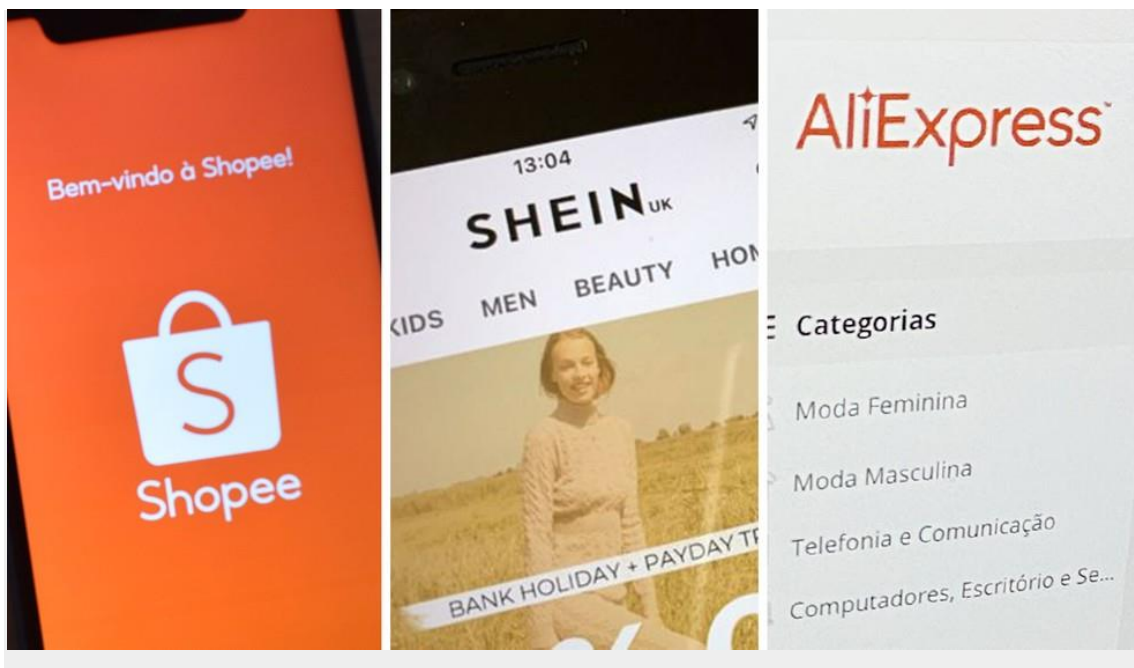 Bem-vindo à Shopee!
S
Shopee
13:04
SHEIN UK
KIDS MEN BEAUTY
BANK HOLIDAY + PAYDAY
AliExpress
Categorias
Moda Feminina
Moda Masculina
Telefonia e Comunicação
Computadores, Escritório e Se...